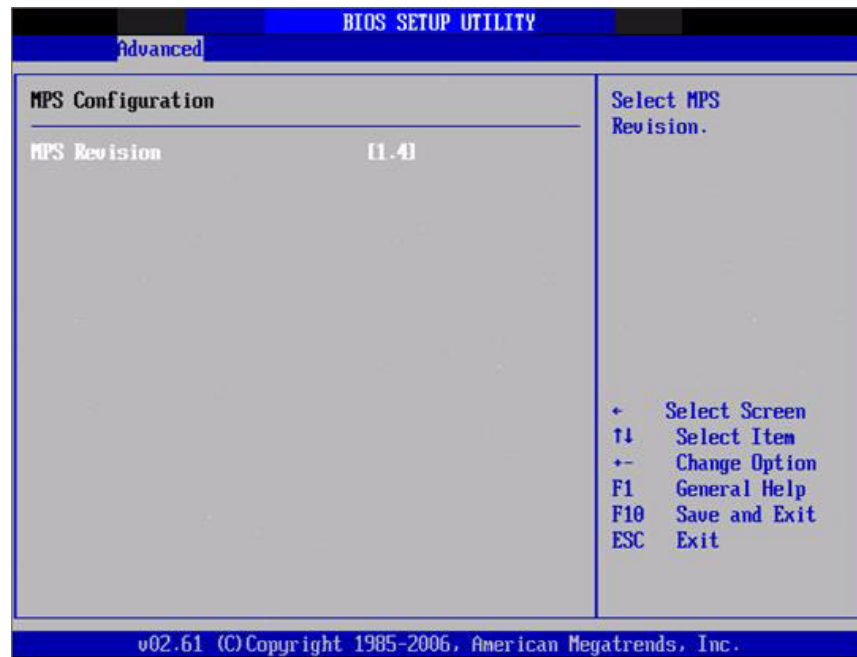 BIOS SETUP UTILITY
Advanced
MPS Configuration
MPS Revision [1.4]
Select MPS
Revision.
← Select Screen
↑↓ Select Item
+- Change Option
F1 General Help
F10 Save and Exit
ESC Exit
v02.61 (C)Copyright 1985-2006, American Megatrends, Inc.